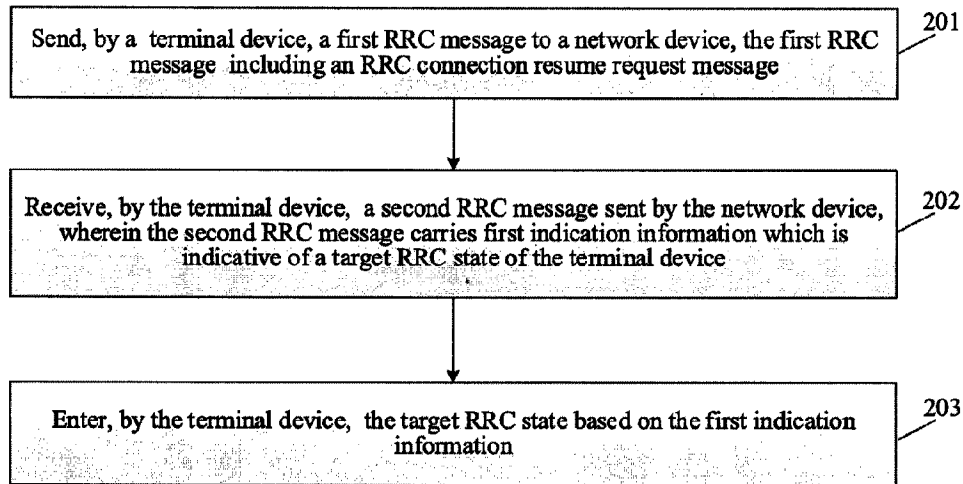 201
Send, by a terminal device, a first RRC message to a network device, the first RRC
message including an RRC connection resume request message
202
Receive, by the terminal device, a second RRC message sent by the network device,
wherein the second RRC message carries first indication information which is
indicative of a target RRC state of the terminal device
203
Enter, by the terminal device, the target RRC state based on the first indication
information